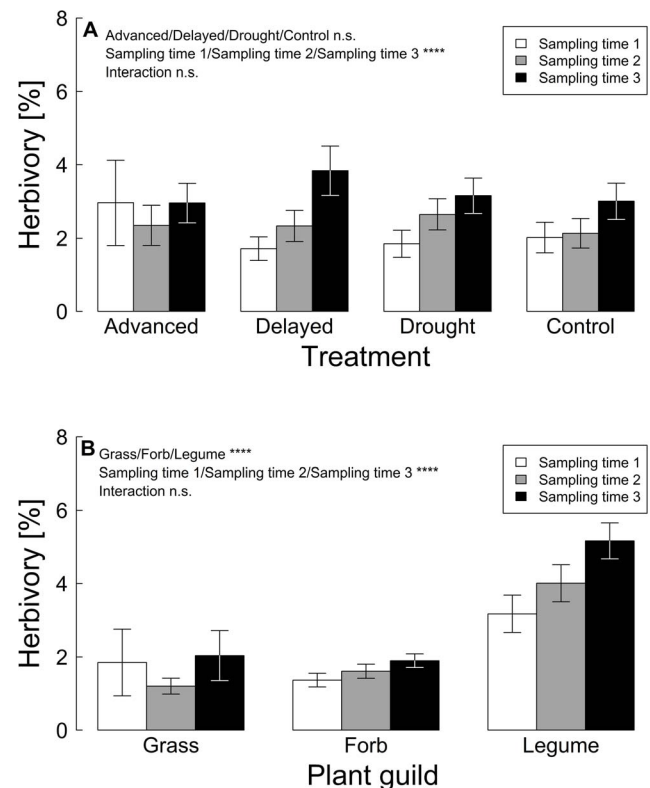 A
Advanced/Delayed/Drought/Control n.s.
Sampling time 1/Sampling time 2/Sampling time 3 ****
Interaction n.s.
Sampling time 1
Sampling time 2
Sampling time 3
Herbivory [%]
8
6
4
2
0
Advanced Delayed Drought Control
Treatment
B
Grass/Forb/Legume ****
Sampling time 1/Sampling time 2/Sampling time 3 ****
Interaction n.s.
Sampling time 1
Sampling time 2
Sampling time 3
Herbivory [%]
8
6
4
2
0
Grass Forb Legume
Plant guild